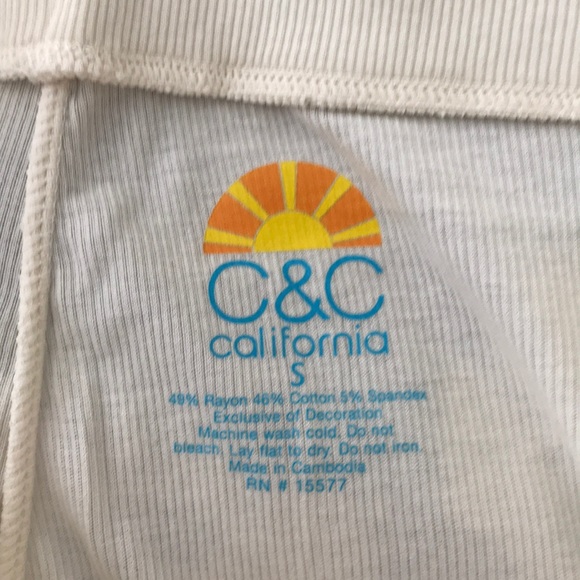 C&C
california
S
49% Rayon 46% Cotton 5% Spandex
Exclusive of Decoration
Machine wash cold. Do not
bleach. Lay flat to dry. Do not iron.
Made in Cambodia
RN # 15577